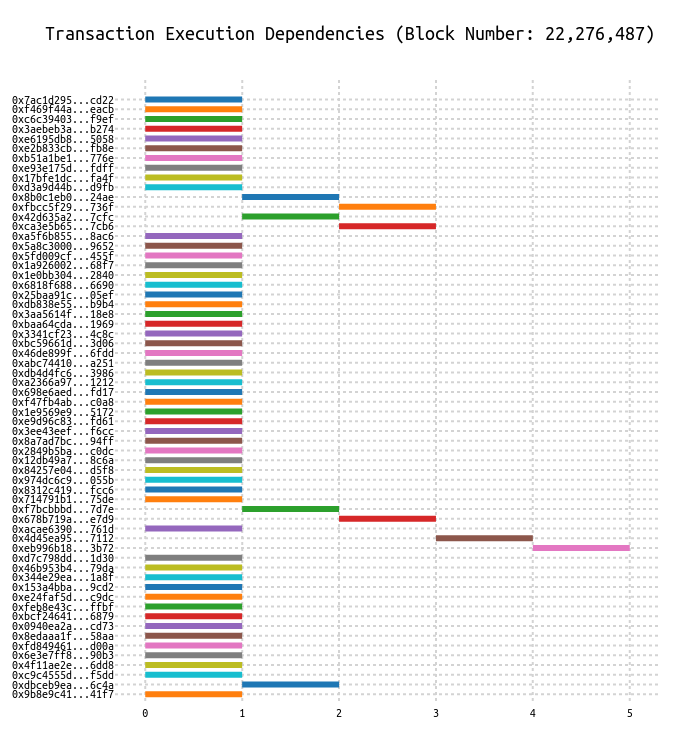 Transaction Execution Dependencies (Block Number: 22,276,487)
0x7ac1d295...cd22
0xf469f44a...eacb
0xc6c39403...f9ef
0x3aebeb3a...b274
0xe6195db8...5058
0xe2b833cb...fb8e
0xb51a1be1...776e
0xe93e175d...fdff
0x17bfe1dc...fa4f
0xd3a9d44b...d9fb
0x8b0c1eb0...24ae
0xfbcc5f29...736f
0x42d635a2...7cfc
0xca3e5b65...7cb6
0xa5f6b855...8ac6
0x5a8c3000...9652
0x5fd009cf...455f
0x1a926002...68f7
0x1e0bb304...2840
0x6818f688...6690
0x25baa91c...05ef
0xdb838e55...b9b4
0x3aa5614f...18e8
0xbaa64cda...1969
0x3341cf23...4c8c
0xbc59661d...3d06
0x46de899f...6fdd
0xabc74410...a251
0xdb4d4fc6...3986
0xa2366a97...1212
0x698e6aed...fd17
0xf47fb4ab...c0a8
0x1e9569e9...5172
0xe9d96c83...fd61
0x3ee43eef...f6cc
0x8a7ad7bc...94ff
0x2849b5ba...c0dc
0x12db49a7...8c6a
0x84257e04...d5f8
0x974dc6c9...055b
0x8312c419...fcc6
0x714791b1...75de
0xf7bcbbbd...7d7e
0x678b719a...e7d9
0xacae6390...761d
0x4d45ea95...7112
0xeb996b18...3b72
0xd7c798dd...1d30
0x46b953b4...79da
0x344e29ea...1a8f
0x153a4bba...9cd2
0xe24faf5d...c9dc
0xfeb8e43c...ffbf
0xbcf24641...6879
0x0940ea2a...cd73
0x8edaaa1f...58aa
0xfd849461...d00a
0x6e3e7ff8...90b3
0x4f11ae2e...6dd8
0xc9c4555d...f5dd
0xdbceb9ea...6c4a
0x9b8e9c41...41f7
0 1 2 3 4 5